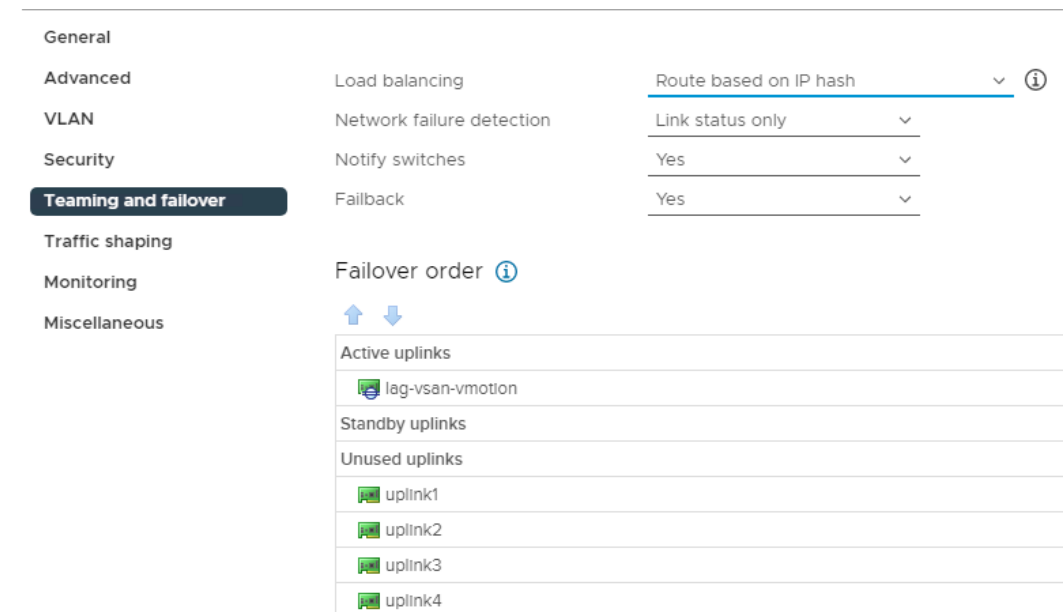 General
Advanced
VLAN
Security
Teaming and failover
Traffic shaping
Monitoring
Miscellaneous
Load balancing Route based on IP hash
Network failure detection Link status only
Notify switches Yes
Failback Yes
Failover order
Active uplinks
lag-vsan-vmotion
Standby uplinks
Unused uplinks
uplink1
uplink2
uplink3
uplink4